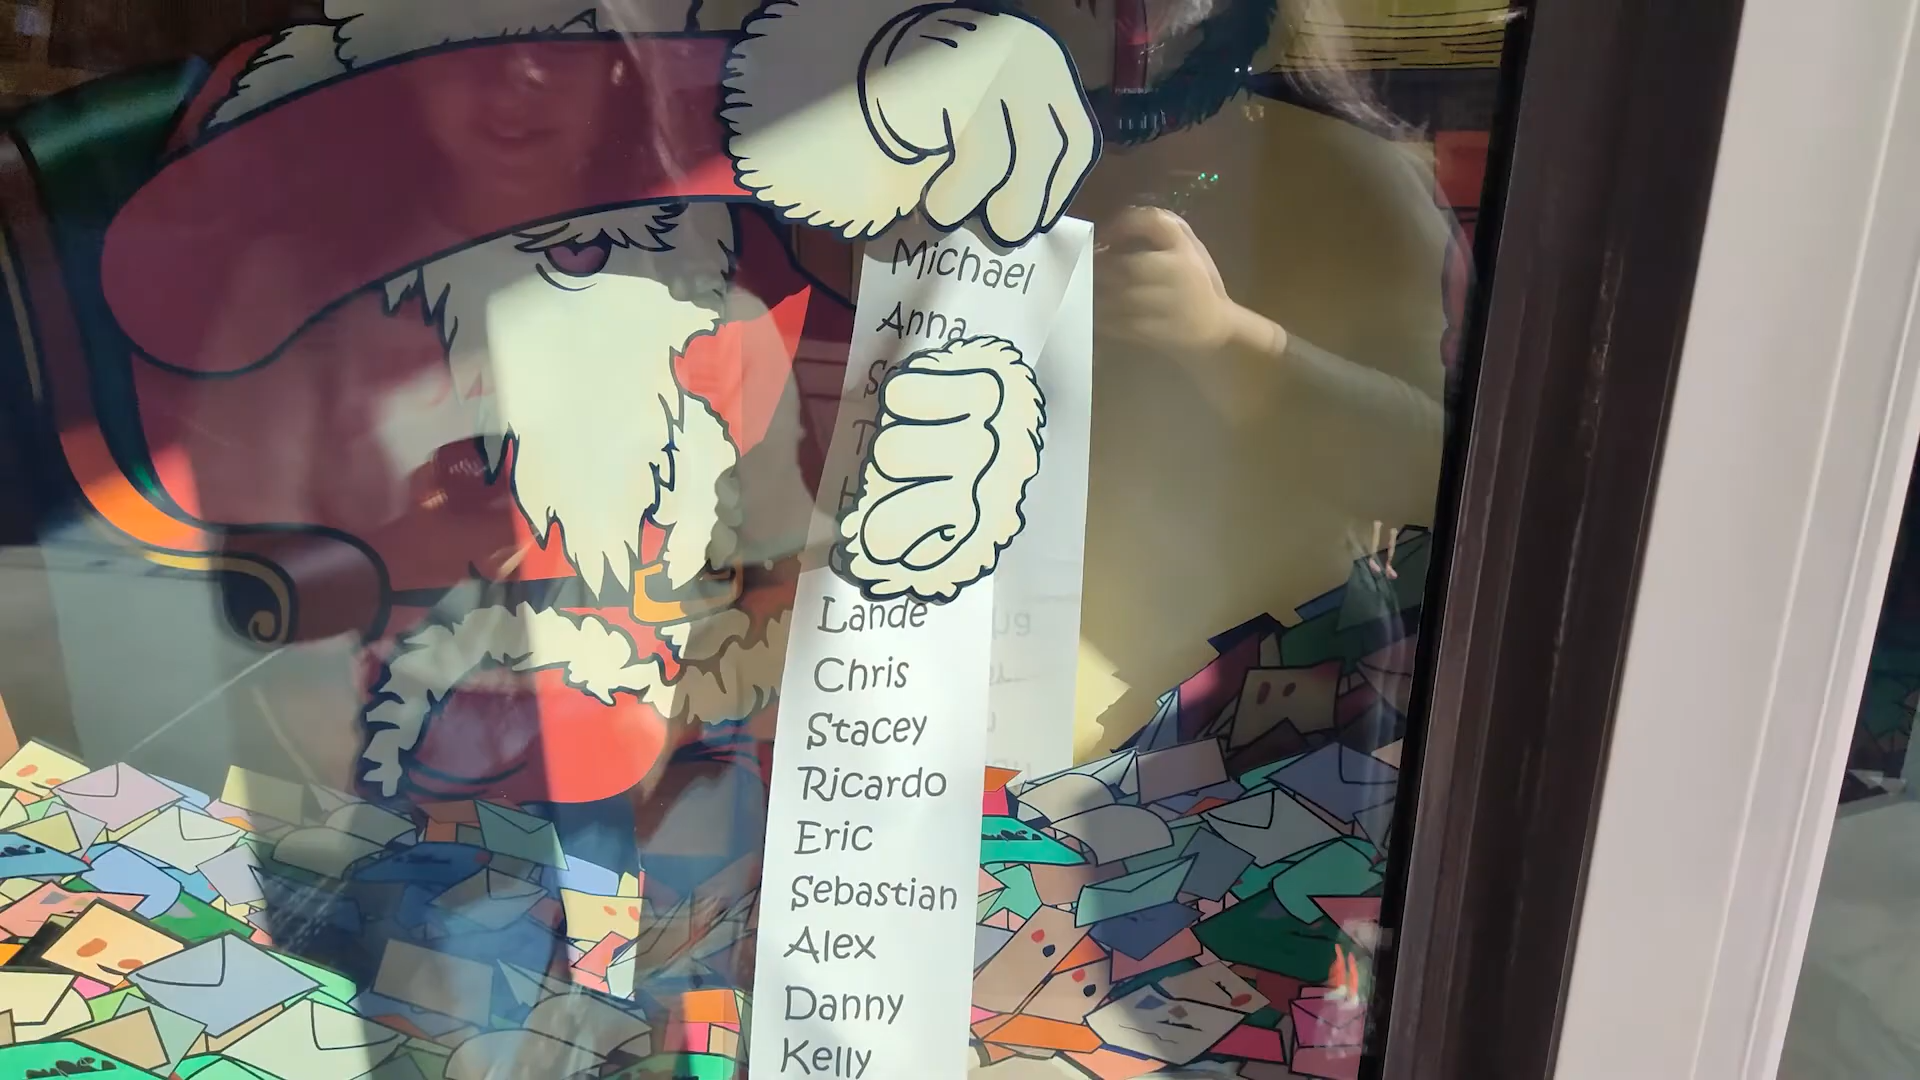 Michael
Anna
Lande
Chris
Stacey
Ricardo
Eric
Sebastian
Alex
Danny
Kelly